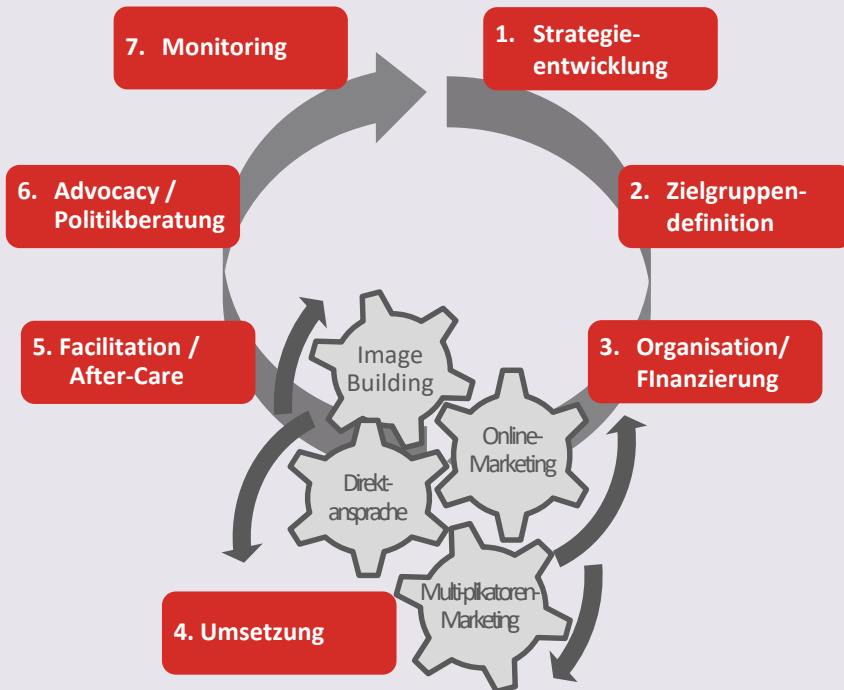 1. Strategie-
entwicklung
2. Zielgruppen-
definition
3. Organisation/
FInanzierung
4. Umsetzung
5. Facilitation /
After-Care
6. Advocacy /
Politikberatung
7. Monitoring
Image
Building
Online-
Marketing
Direkt-
ansprache
Multi-plikatoren-
Marketing